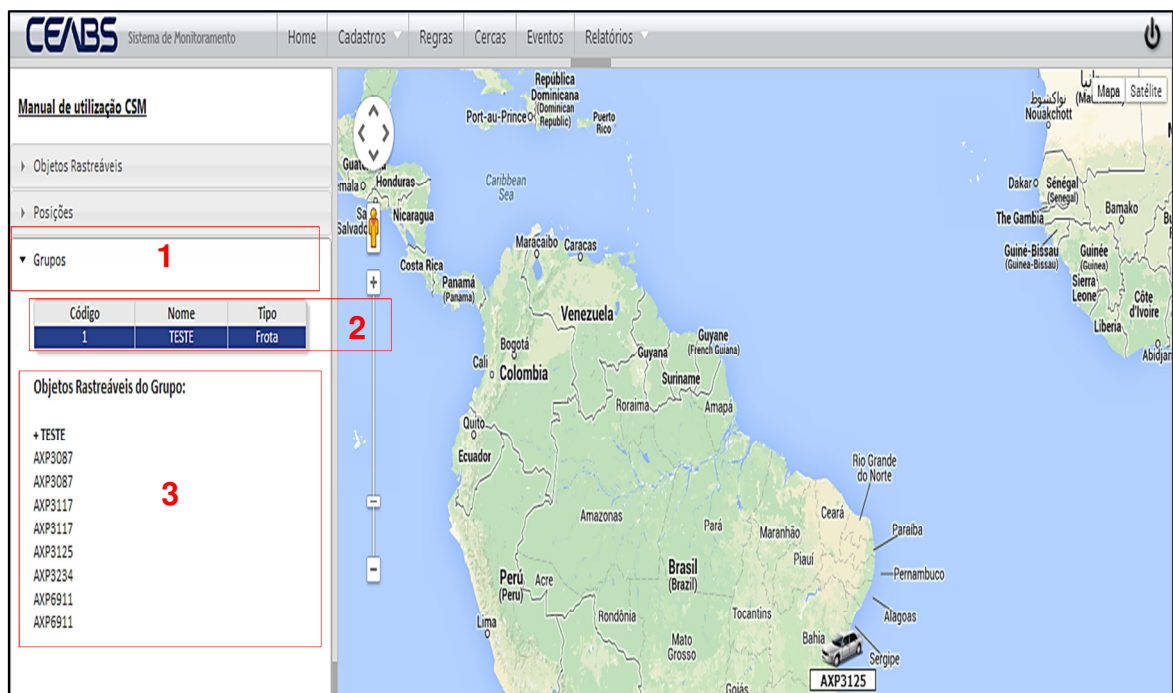 CEABS Sistema de Monitoramento Home Cadastros Regras Cercas Eventos Relatórios
Manual de utilização CSM
Objetos Rastreáveis
Posições
Grupos
1
Código Nome Tipo
1 TESTE Frota
2
Objetos Rastreáveis do Grupo:
+ TESTE
AXP3087
AXP3087
AXP3117
AXP3117
AXP3125
AXP3234
AXP6911
AXP6911
3
Mapa Satélite
República
Dominicana
(Dominican
Republic)
Port-au-Prince
Puerto
Rico
Honduras
Caribbean
Sea
Nicaragua
Costa Rica
Panamá
(Panama)
Maracaibo
Caracas
Venezuela
Bogotá
Cali
Colombia
Guyana
Guyane
(French Guiana)
Suriname
Roraima
Amapá
Quito
Ecuador
Amazonas
Pará
Maranhão
Ceará
Rio Grande
do Norte
Paraíba
Piauí
Pernambuco
Perú
(Peru)
Acre
Brasil
(Brazil)
Alagoas
Lima
Rondônia
Tocantins
Mato
Grosso
Bahia
Sergipe
Goiás
AXP3125
نواكشوط
Nouakchott
Dakar
Sénégal
(Senegal)
The Gambia
Bamako
Guiné-Bissau
(Guinea-Bissau)
Guinée
(Guinea)
Sierra
Leone
Côte
d'Ivoire
Liberia
Abidjan